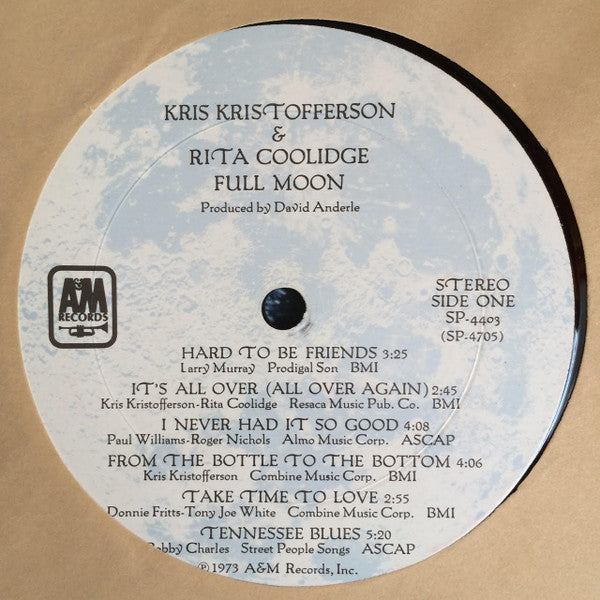 KRIS KRISTOFFERSON
&
RITA COOLIDGE
FULL MOON
Produced by David Anderle
A&M
RECORDS
STEREO
SIDE ONE
SP-4403
(SP-4705)
HARD TO BE FRIENDS 3:25
Larry Murray Prodigal Son BMI
IT'S ALL OVER (ALL OVER AGAIN) 2:45
Kris Kristofferson-Rita Coolidge Resaca Music Pub. Co. BMI
I NEVER HAD IT SO GOOD 4:08
Paul Williams-Roger Nichols Almo Music Corp. ASCAP
FROM THE BOTTLE TO THE BOTTOM 4:06
Kris Kristofferson Combine Music Corp. BMI
TAKE TIME TO LOVE 2:55
Donnie Fritts-Tony Joe White Combine Music Corp. BMI
TENNESSEE BLUES 5:20
Bobby Charles Street People Songs ASCAP
℗1973 A&M Records, Inc.